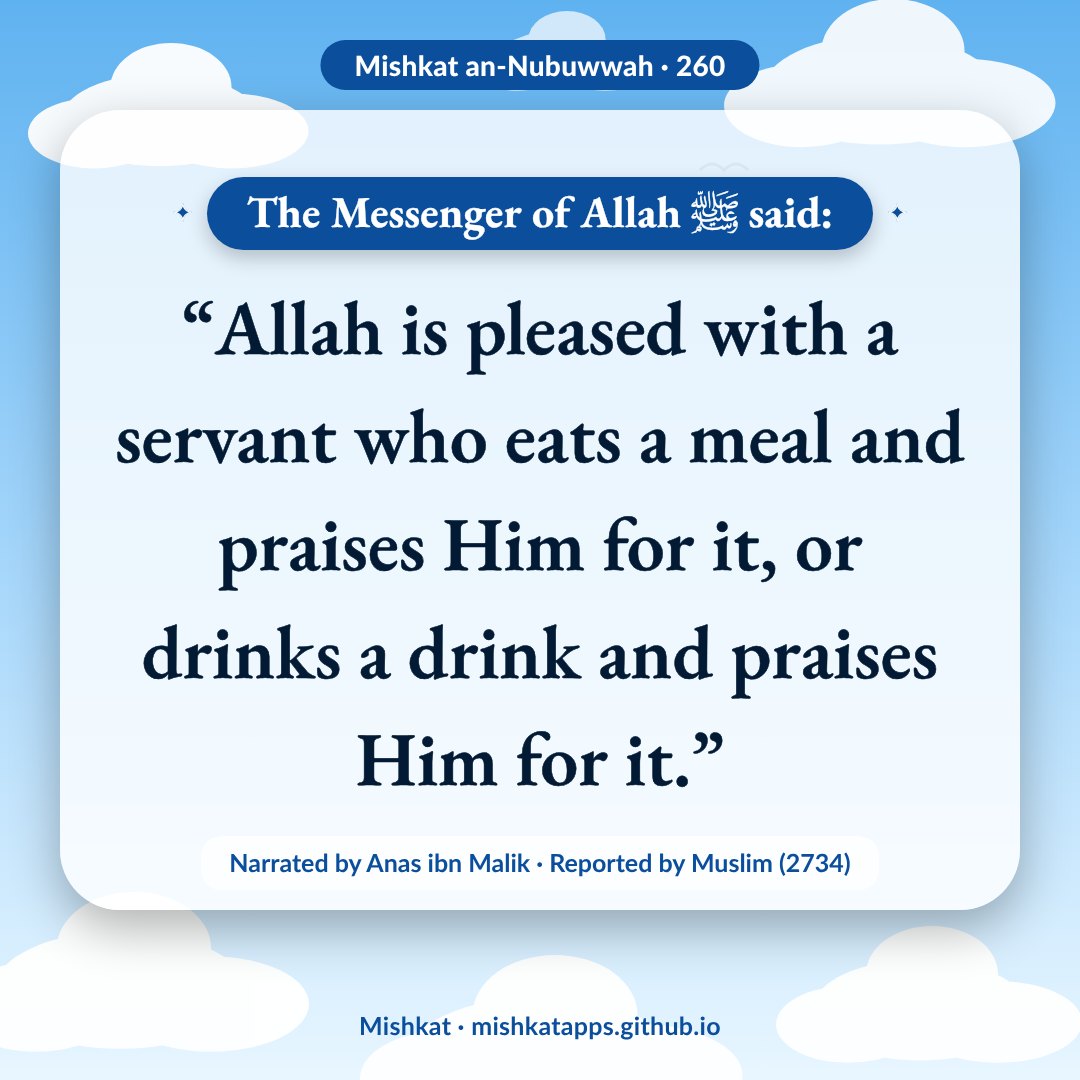 Mishkat an-Nubuwwah · 260
The Messenger of Allah ﷺ said:
“Allah is pleased with a
servant who eats a meal and
praises Him for it, or
drinks a drink and praises
Him for it.”
Narrated by Anas ibn Malik · Reported by Muslim (2734)
Mishkat · mishkatapps.github.io